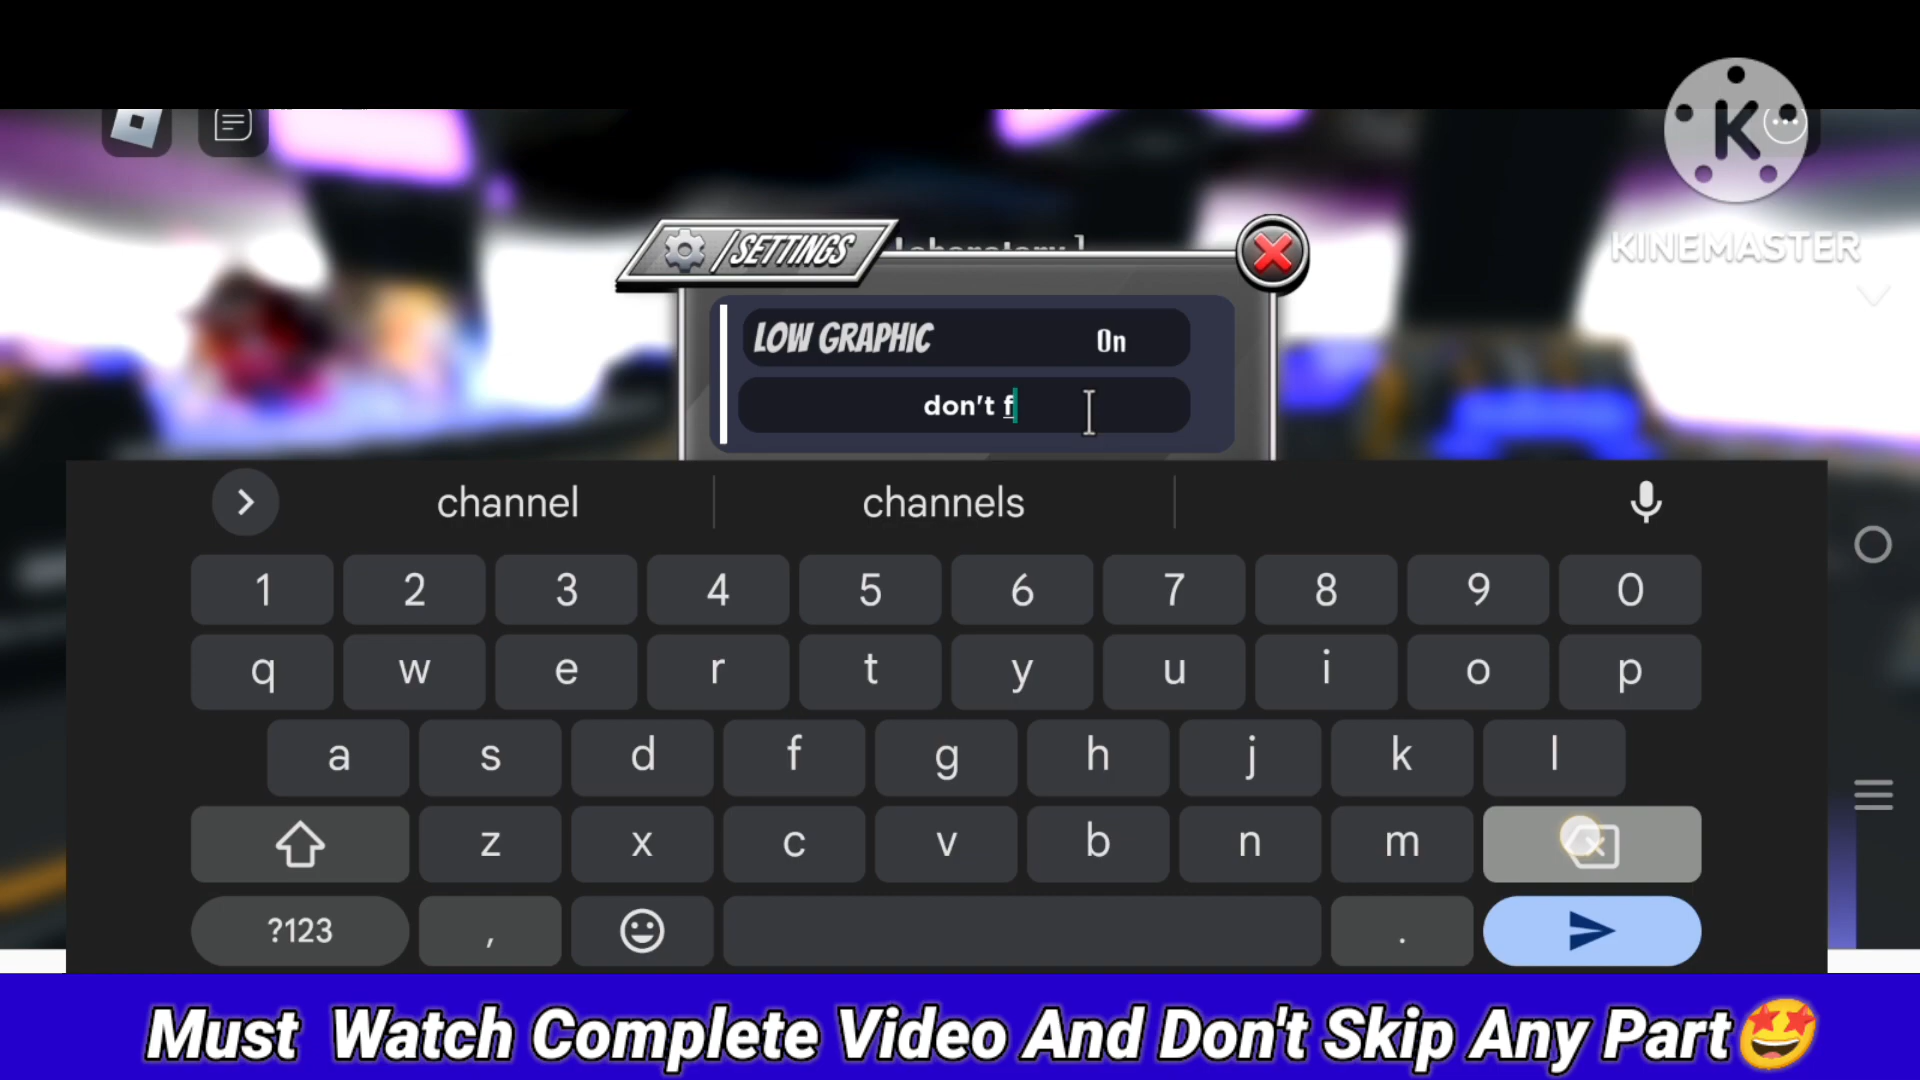 K
KINEMASTER
/SETTINGS
Laboratory ]
LOW GRAPHIC On
don't f
channel channels
1 2 3 4 5 6 7 8 9 0
q w e r t y u i o p
a s d f g h j k l
z x c v b n m
?123 , .
Must Watch Complete Video And Don't Skip Any Part🤩